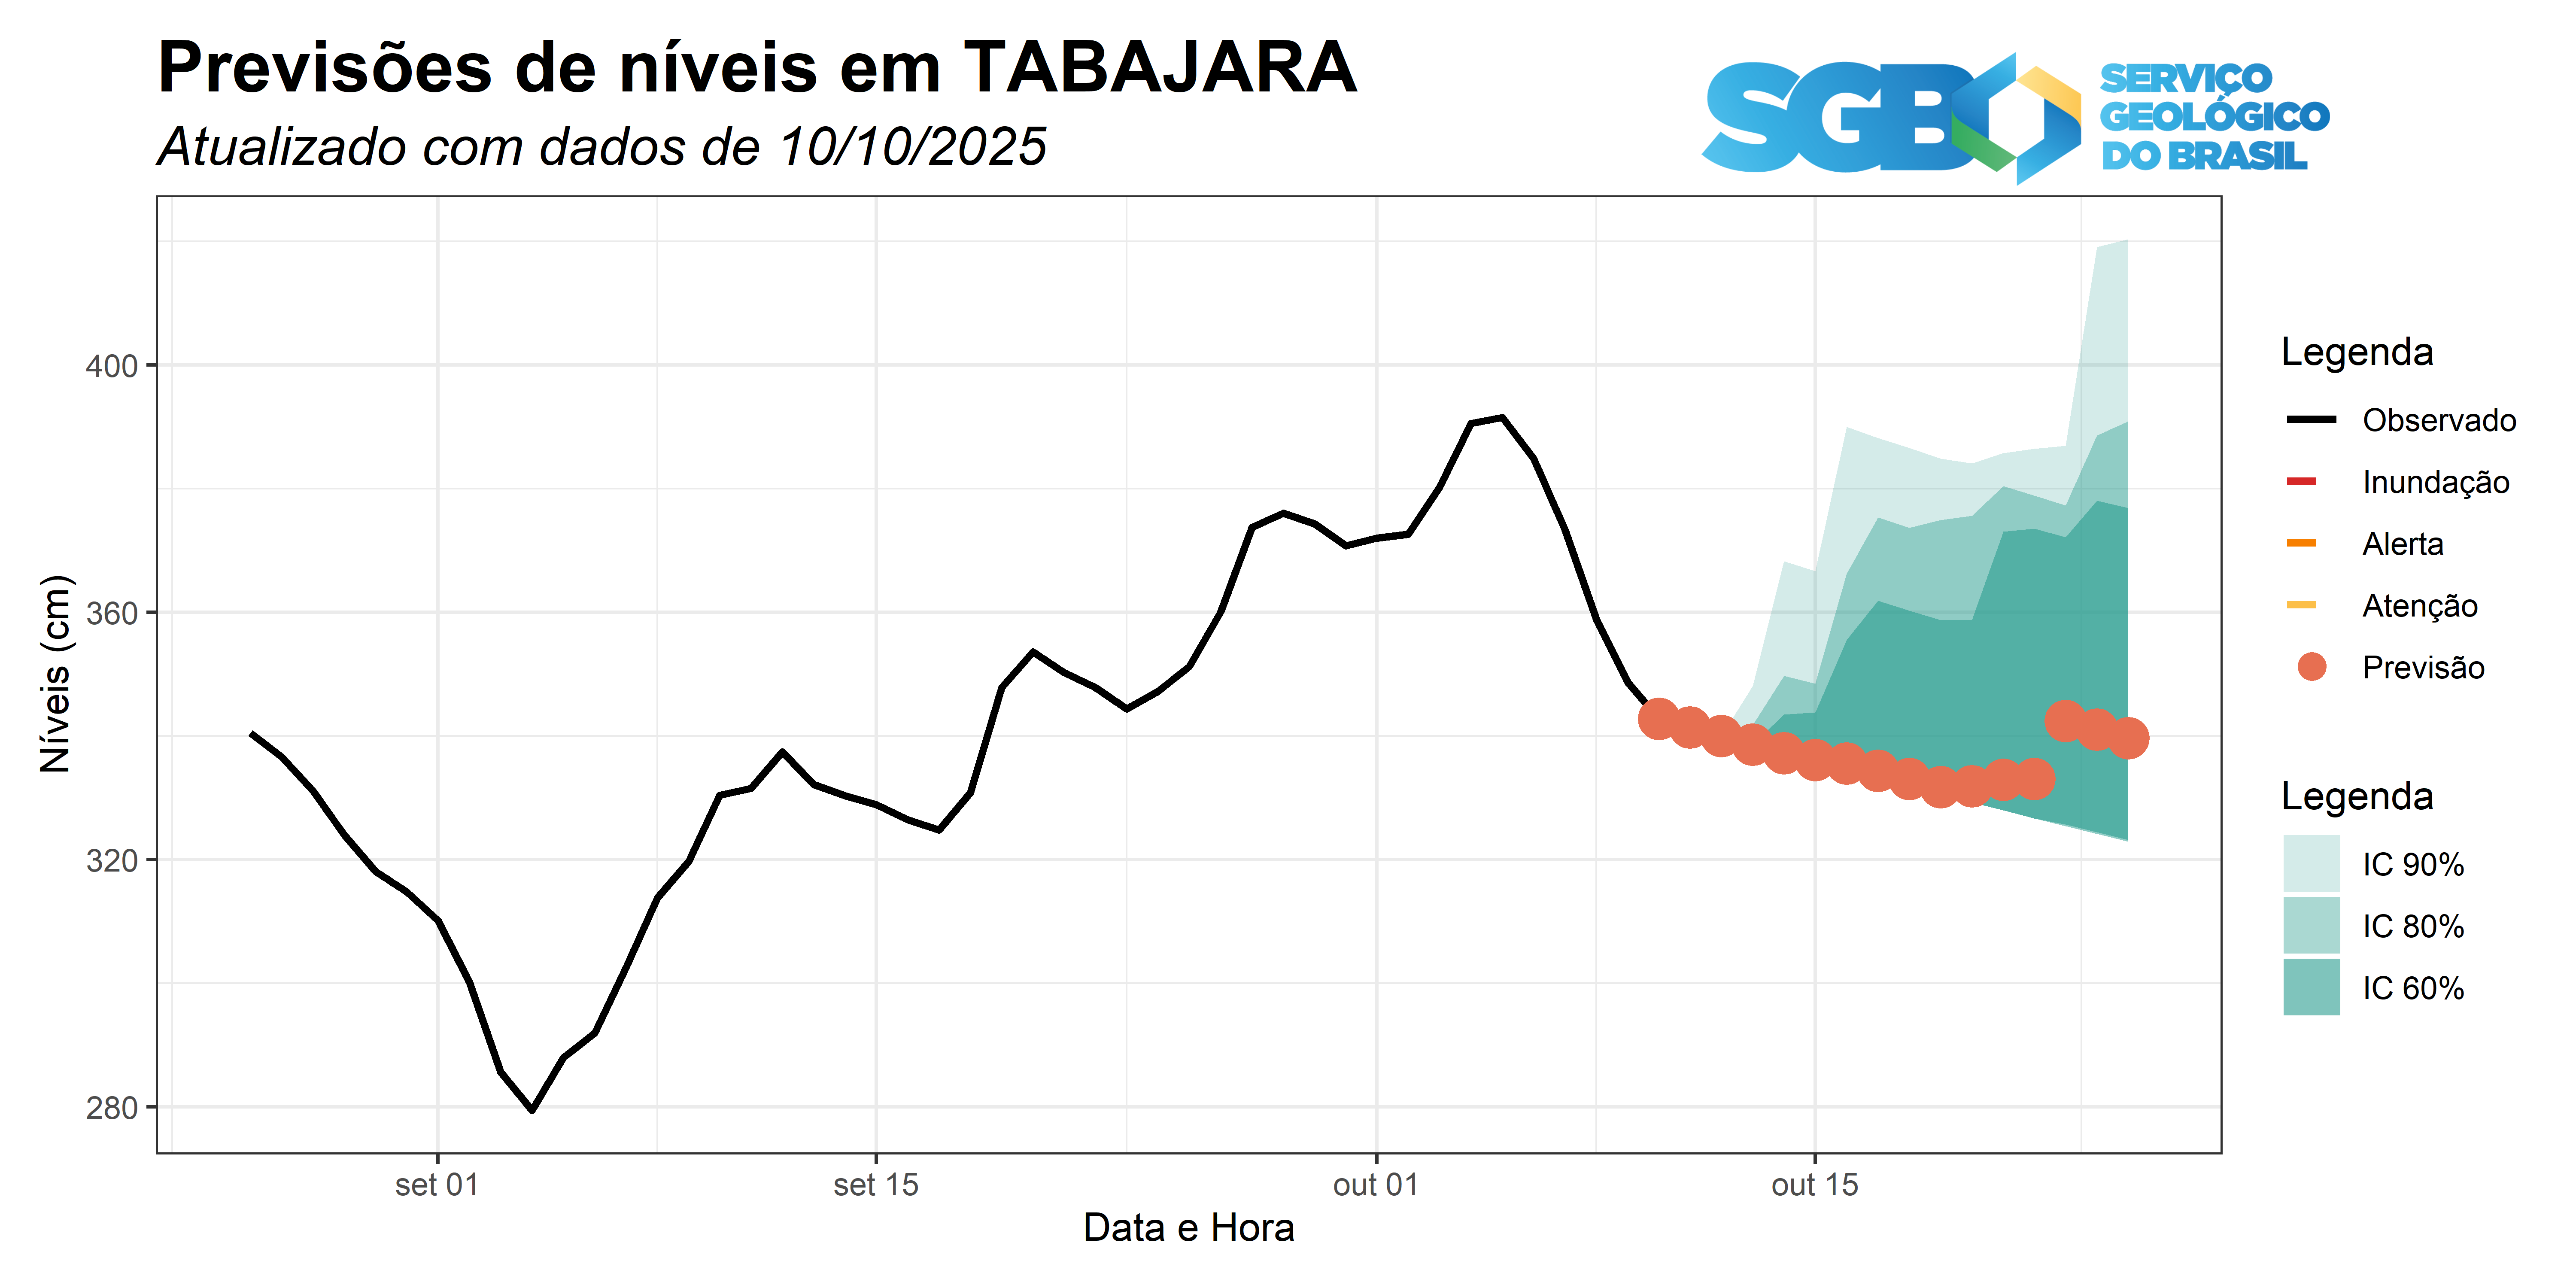 Previsões de níveis em TABAJARA
Atualizado com dados de 10/10/2025
SGB
SERVIÇO
GEOLÓGICO
DO BRASIL
Níveis (cm)
400
360
320
280
set 01
set 15
out 01
out 15
Data e Hora
Legenda
Observado
Inundação
Alerta
Atenção
Previsão
Legenda
IC 90%
IC 80%
IC 60%